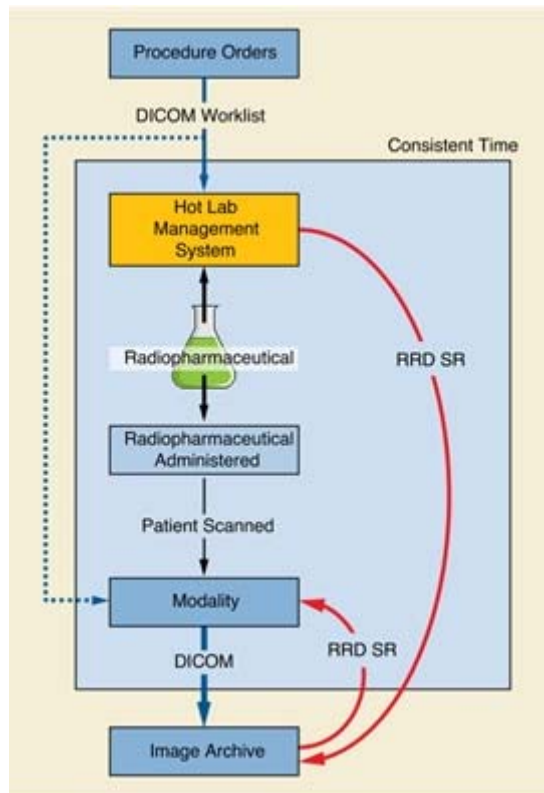 Procedure Orders
DICOM Worklist
Consistent Time
Hot Lab
Management
System
RRD SR
Radiopharmaceutical
Radiopharmaceutical
Administered
Patient Scanned
Modality
DICOM
RRD SR
Image Archive